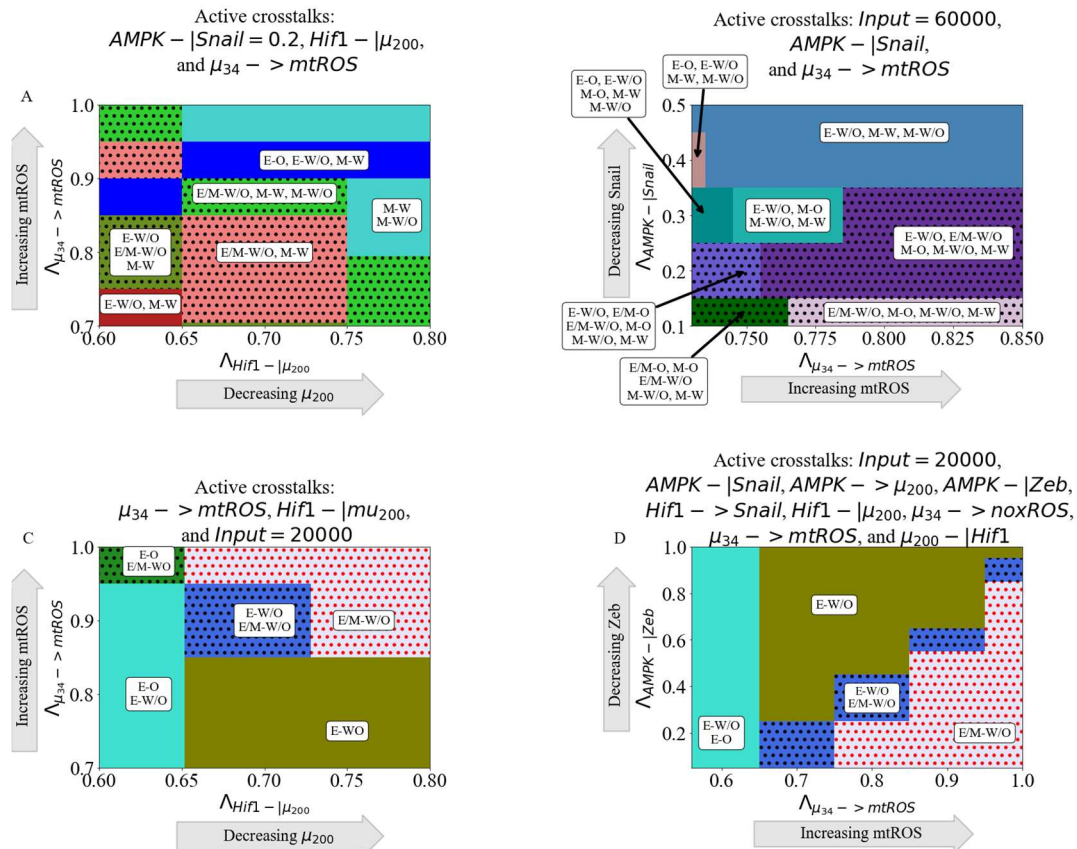 Active crosstalks:
AMPK-|Snail = 0.2, Hif1-|μ200,
and μ34-> mtROS
A
Increasing mtROS
Λμ34->mtROS
1.0
0.9
0.8
0.7
E-O, E-W/O, M-W
E/M-W/O, M-W, M-W/O
M-W
M-W/O
E-W/O
E/M-W/O
M-W
E/M-W/O, M-W
E-W/O, M-W
0.60 0.65 0.70 0.75 0.80
ΛHif1-|μ200
Decreasing μ200
Active crosstalks: Input = 60000,
AMPK-|Snail,
and μ34-> mtROS
E-O, E-W/O
M-O, M-W
M-W/O
E-O, E-W/O
M-W, M-W/O
Decreasing Snail
ΛAMPK-|Snail
0.5
0.4
0.3
0.2
0.1
E-W/O, M-W, M-W/O
E-W/O, M-O
M-W/O, M-W
E-W/O, E/M-W/O
M-O, M-W/O, M-W
E/M-W/O, M-O, M-W/O, M-W
E-W/O, E/M-O
E/M-W/O, M-O
M-W/O, M-W
E/M-O, M-O
E/M-W/O
M-W/O, M-W
0.750 0.775 0.800 0.825 0.850
Λμ34->mtROS
Increasing mtROS
Active crosstalks:
μ34-> mtROS, Hif1-|mu200,
and Input = 20000
C
Increasing mtROS
Λμ34->mtROS
1.0
0.9
0.8
0.7
E-O
E/M-WO
E-W/O
E/M-W/O
E/M-W/O
E-O
E-W/O
E-WO
0.60 0.65 0.70 0.75 0.80
ΛHif1-|μ200
Decreasing μ200
Active crosstalks: Input = 20000,
AMPK-|Snail, AMPK-> μ200, AMPK-|Zeb,
Hif1-> Snail, Hif1-|μ200, μ34-> noxROS,
μ34-> mtROS, and μ200-|Hif1
D
Decreasing Zeb
ΛAMPK-|Zeb
1.0
0.8
0.6
0.4
0.2
E-W/O
E-W/O
E/M-W/O
E-W/O
E-O
E/M-W/O
0.6 0.7 0.8 0.9 1.0
Λμ34->mtROS
Increasing mtROS